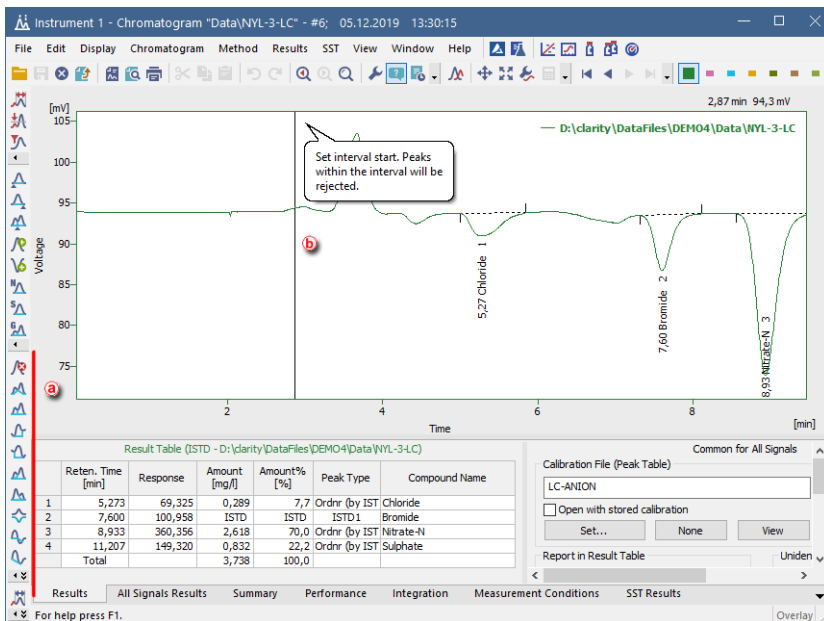 Instrument 1 - Chromatogram "Data\NYL-3-LC" - #6;  05.12.2019  13:30:15
File Edit Display Chromatogram Method Results SST View Window Help
2,87 min 94,3 mV
[mV]
D:\clarity\DataFiles\DEMO4\Data\NYL-3-LC
105
100
95
90
85
80
75
Voltage
Set interval start. Peaks
within the interval will be
rejected.
b
a
5,27 Chloride 1
7,60 Bromide 2
8,93 Nitrate-N 3
2 4 6 8
Time
[min]
Result Table (ISTD - D:\clarity\DataFiles\DEMO4\Data\NYL-3-LC)
Reten. Time [min] Response Amount [mg/l] Amount% [%] Peak Type Compound Name
1 5,273 69,325 0,289 7,7 Ordnr (by IST Chloride
2 7,600 100,958 ISTD ISTD ISTD1 Bromide
3 8,933 360,356 2,618 70,0 Ordnr (by IST Nitrate-N
4 11,207 149,320 0,832 22,2 Ordnr (by IST Sulphate
Total 3,738 100,0
Common for All Signals
Calibration File (Peak Table)
LC-ANION
Open with stored calibration
Set... None View
Report in Result Table Uniden
Results All Signals Results Summary Performance Integration Measurement Conditions SST Results
For help press F1.
Overlay